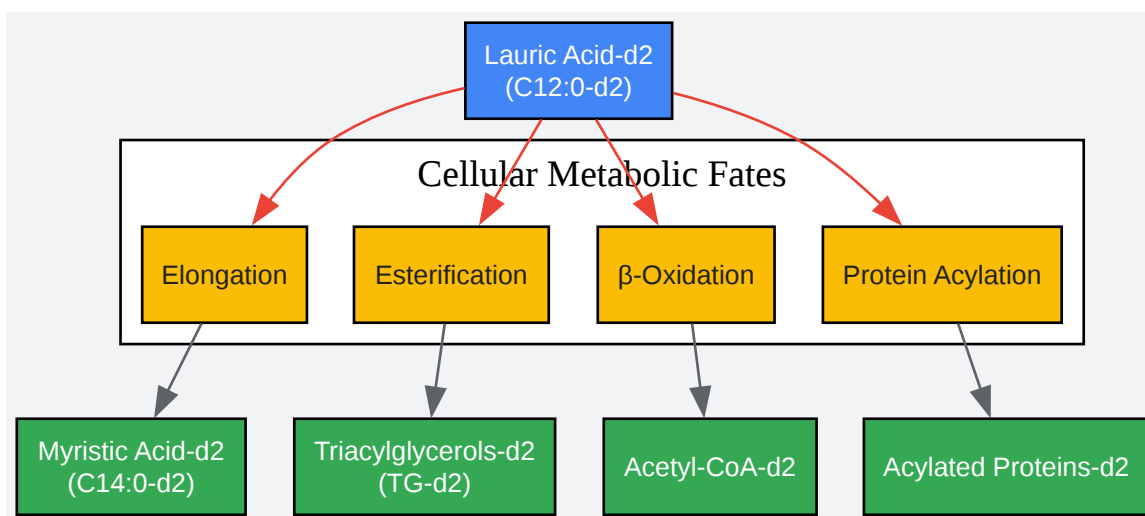 Lauric Acid-d2
(C12:0-d2)
Cellular Metabolic Fates
Elongation
Esterification
β-Oxidation
Protein Acylation
Myristic Acid-d2
(C14:0-d2)
Triacylglycerols-d2
(TG-d2)
Acetyl-CoA-d2
Acylated Proteins-d2